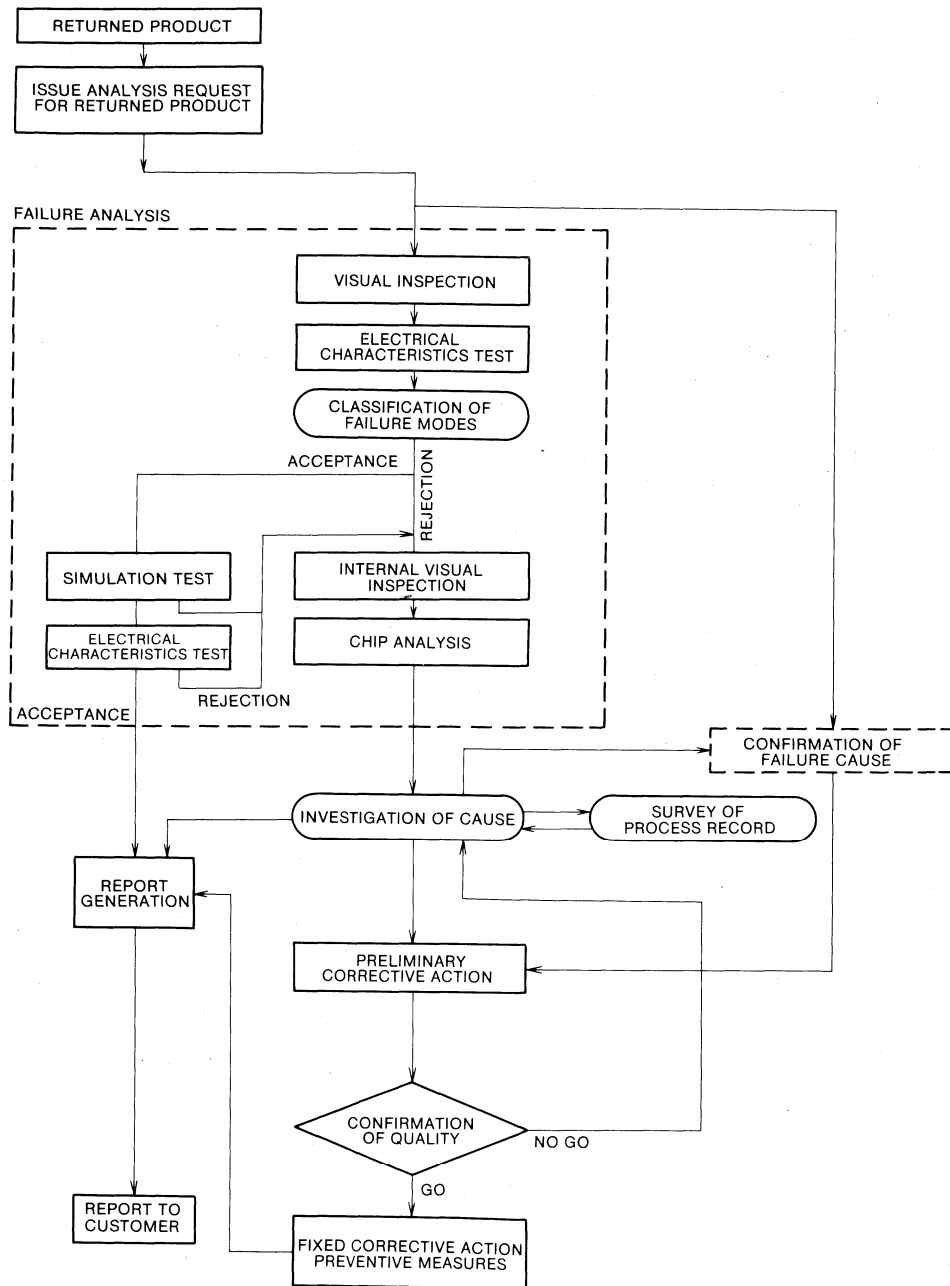 RETURNED PRODUCT
ISSUE ANALYSIS REQUEST
FOR RETURNED PRODUCT
FAILURE ANALYSIS
VISUAL INSPECTION
ELECTRICAL
CHARACTERISTICS TEST
CLASSIFICATION OF
FAILURE MODES
ACCEPTANCE
REJECTION
SIMULATION TEST
INTERNAL VISUAL
INSPECTION
ELECTRICAL
CHARACTERISTICS TEST
CHIP ANALYSIS
REJECTION
ACCEPTANCE
CONFIRMATION OF
FAILURE CAUSE
INVESTIGATION OF CAUSE
SURVEY OF
PROCESS RECORD
REPORT
GENERATION
PRELIMINARY
CORRECTIVE ACTION
CONFIRMATION
OF QUALITY
NO GO
GO
REPORT TO
CUSTOMER
FIXED CORRECTIVE ACTION
PREVENTIVE MEASURES